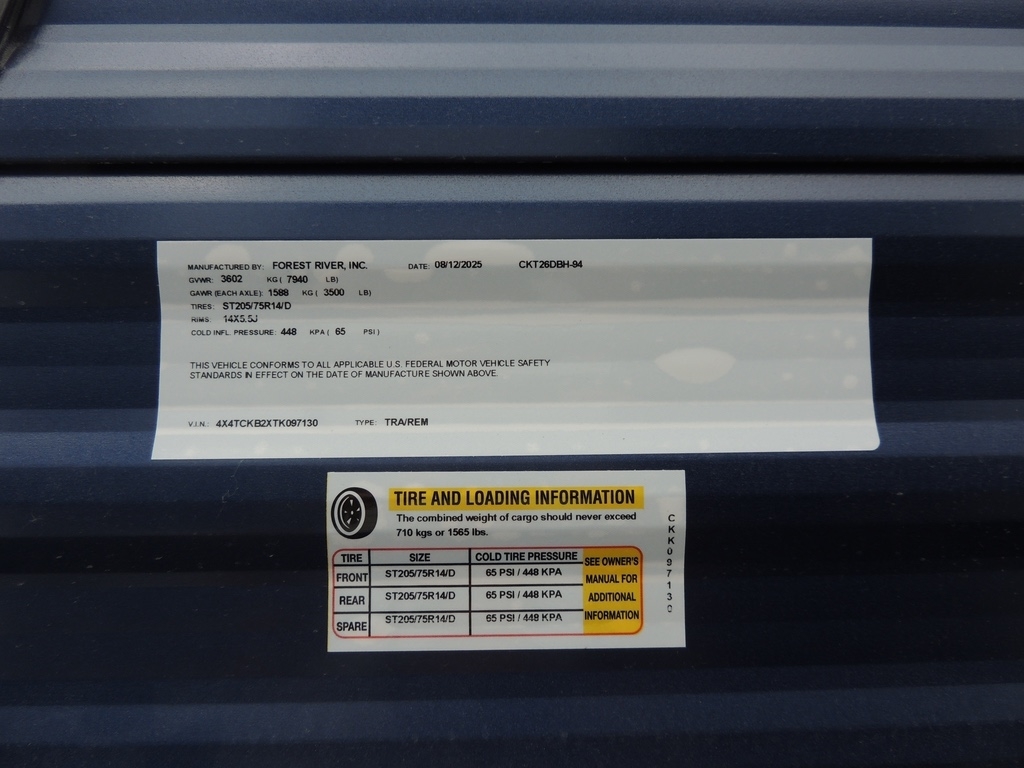 MANUFACTURED BY: FOREST RIVER, INC. DATE: 08/12/2025 CKT26DBH-94
GVWR: 3602 KG ( 7940 LB)
GAWR (EACH AXLE): 1588 KG ( 3500 LB)
TIRES: ST205/75R14/D
RIMS: 14X5.5J
COLD INFL. PRESSURE: 448 KPA ( 65 PSI )
THIS VEHICLE CONFORMS TO ALL APPLICABLE U.S. FEDERAL MOTOR VEHICLE SAFETY
STANDARDS IN EFFECT ON THE DATE OF MANUFACTURE SHOWN ABOVE.
V.I.N.: 4X4TCKB2XTK097130 TYPE: TRA/REM
TIRE AND LOADING INFORMATION
The combined weight of cargo should never exceed
710 kgs or 1565 lbs.
TIRE SIZE COLD TIRE PRESSURE
FRONT ST205/75R14/D 65 PSI / 448 KPA
REAR ST205/75R14/D 65 PSI / 448 KPA
SPARE ST205/75R14/D 65 PSI / 448 KPA
SEE OWNER'S
MANUAL FOR
ADDITIONAL
INFORMATION
CKK097130